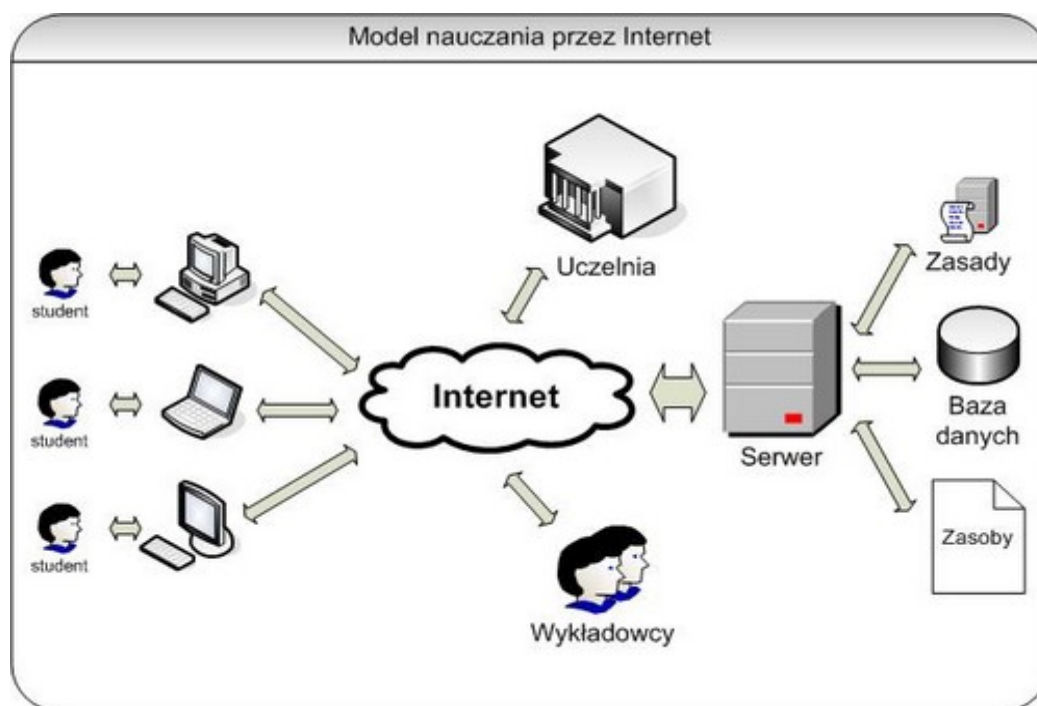 Model nauczania przez Internet
Uczelnia
Zasady
student
Internet
Serwer
Baza
danych
student
Zasoby
student
Wykładowcy